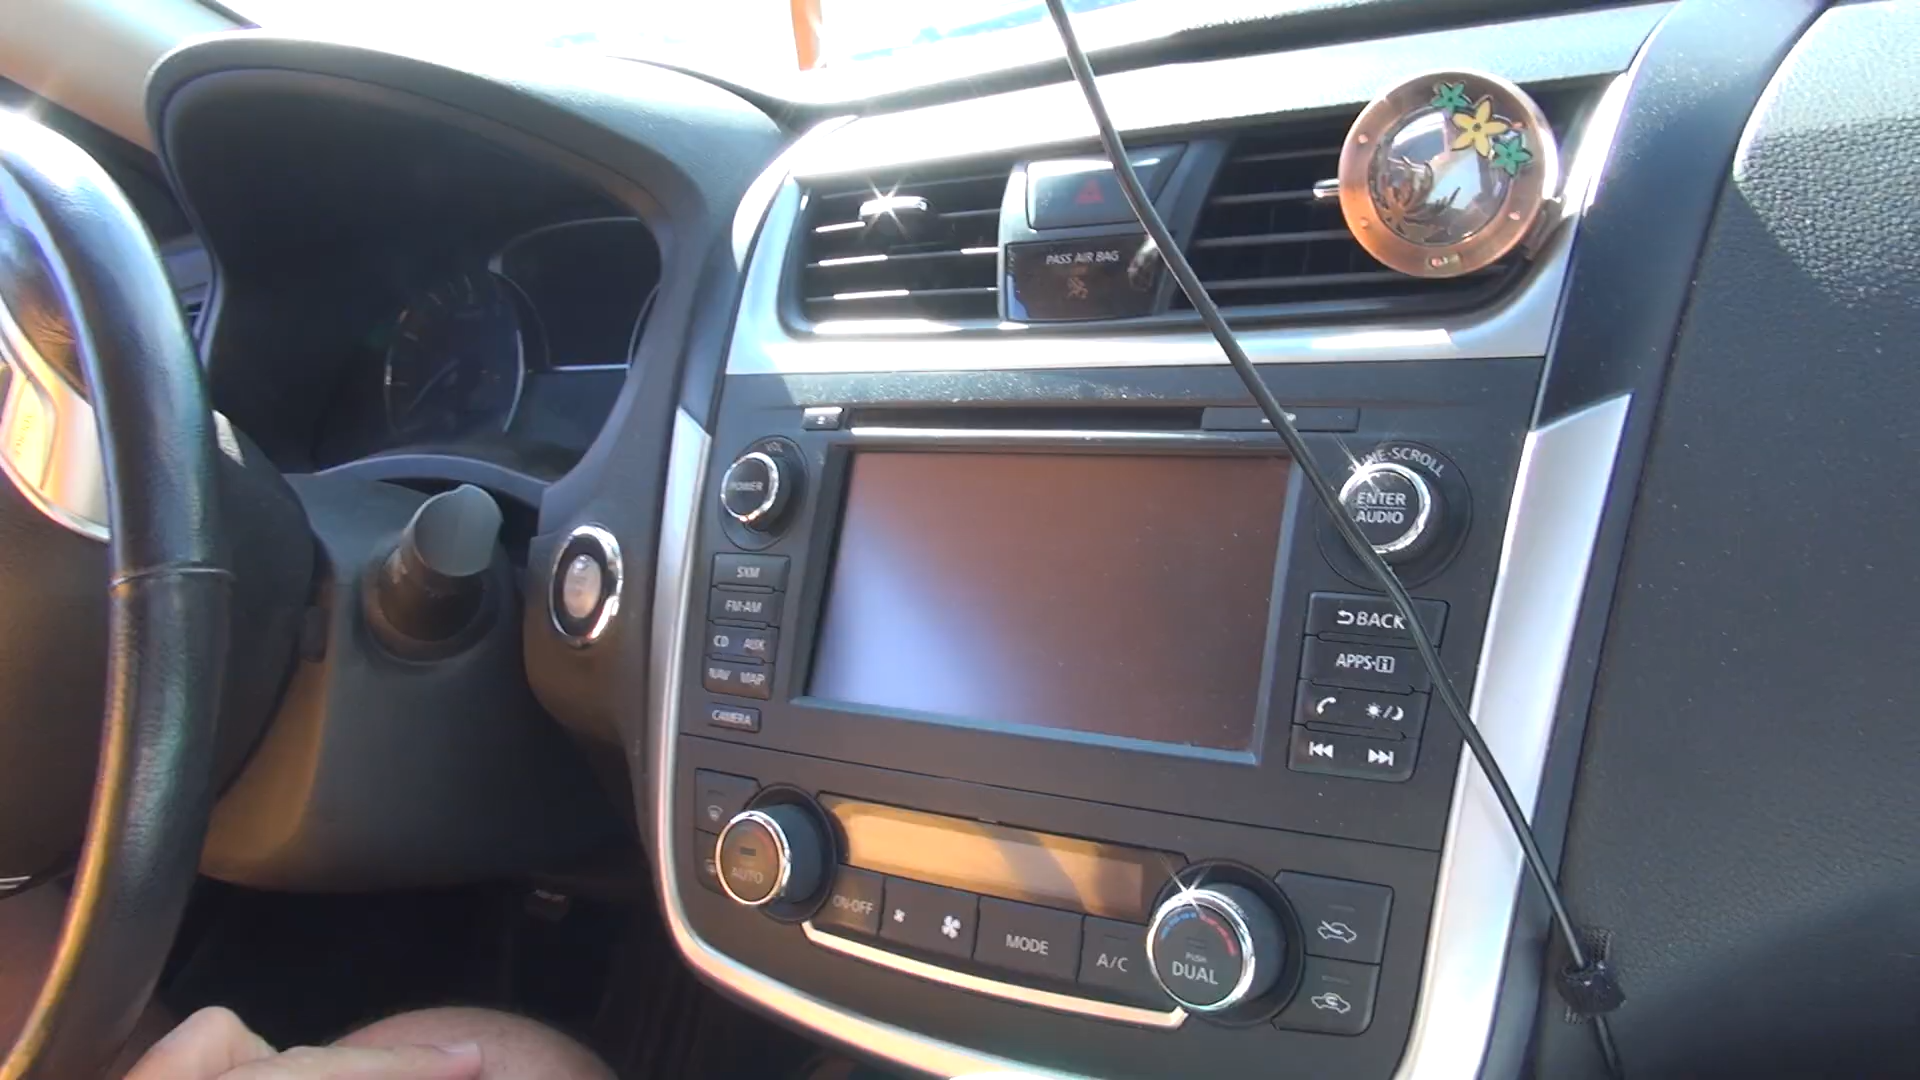 PASS AIR BAG
VOL
POWER
TUNE·SCROLL
ENTER
AUDIO
SXM
FM·AM
CD AUX
NAV MAP
CAMERA
BACK
APPS·i
AUTO
ON·OFF
MODE
A/C
PUSH
DUAL